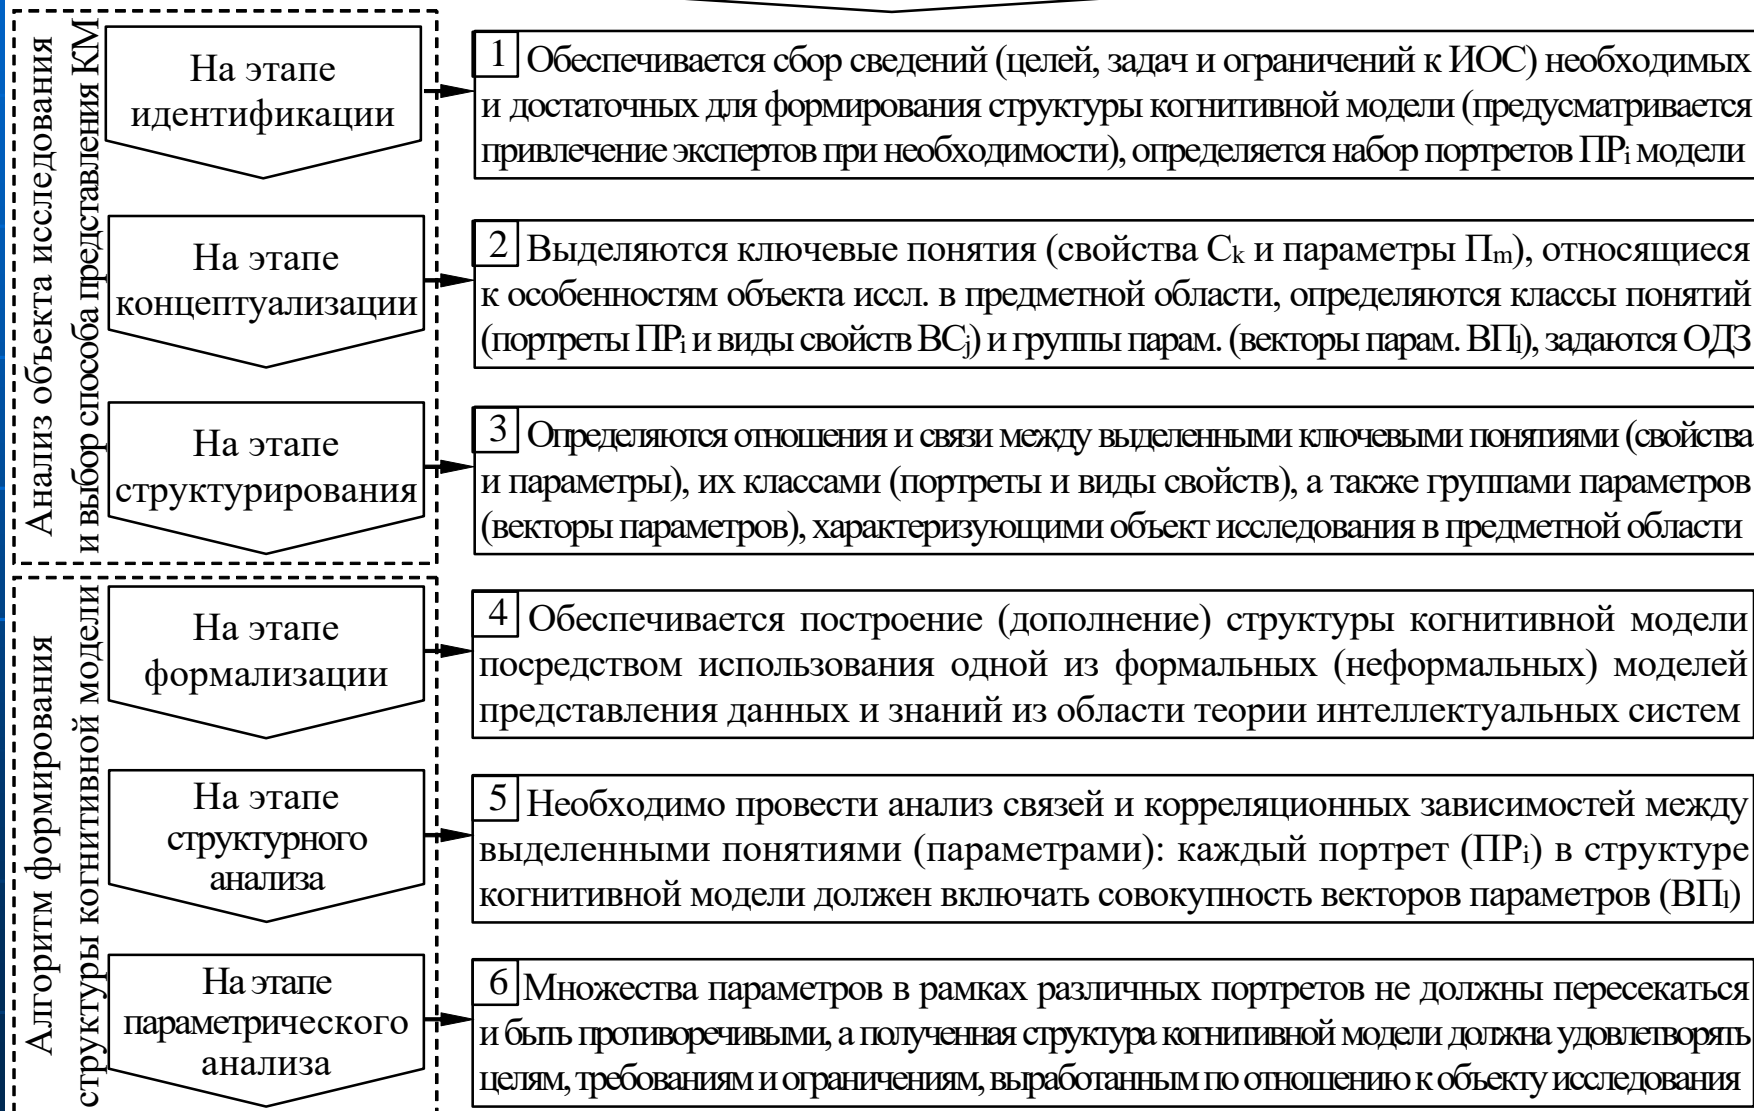 Анализ объекта исследования
и выбор способа представления КМ
На этапе
идентификации
1 Обеспечивается сбор сведений (целей, задач и ограничений к ИОС) необходимых
и достаточных для формирования структуры когнитивной модели (предусматривается
привлечение экспертов при необходимости), определяется набор портретов ПРi модели
На этапе
концептуализации
2 Выделяются ключевые понятия (свойства Сk и параметры Пm), относящиеся
к особенностям объекта иссл. в предметной области, определяются классы понятий
(портреты ПРi и виды свойств ВСj) и группы парам. (векторы парам. ВПl), задаются ОДЗ
На этапе
структурирования
3 Определяются отношения и связи между выделенными ключевыми понятиями (свойства
и параметры), их классами (портреты и виды свойств), а также группами параметров
(векторы параметров), характеризующими объект исследования в предметной области
Алгоритм формирования
структуры когнитивной модели
На этапе
формализации
4 Обеспечивается построение (дополнение) структуры когнитивной модели
посредством использования одной из формальных (неформальных) моделей
представления данных и знаний из области теории интеллектуальных систем
На этапе
структурного
анализа
5 Необходимо провести анализ связей и корреляционных зависимостей между
выделенными понятиями (параметрами): каждый портрет (ПРi) в структуре
когнитивной модели должен включать совокупность векторов параметров (ВПl)
На этапе
параметрического
анализа
6 Множества параметров в рамках различных портретов не должны пересекаться
и быть противоречивыми, а полученная структура когнитивной модели должна удовлетворять
целям, требованиям и ограничениям, выработанным по отношению к объекту исследования